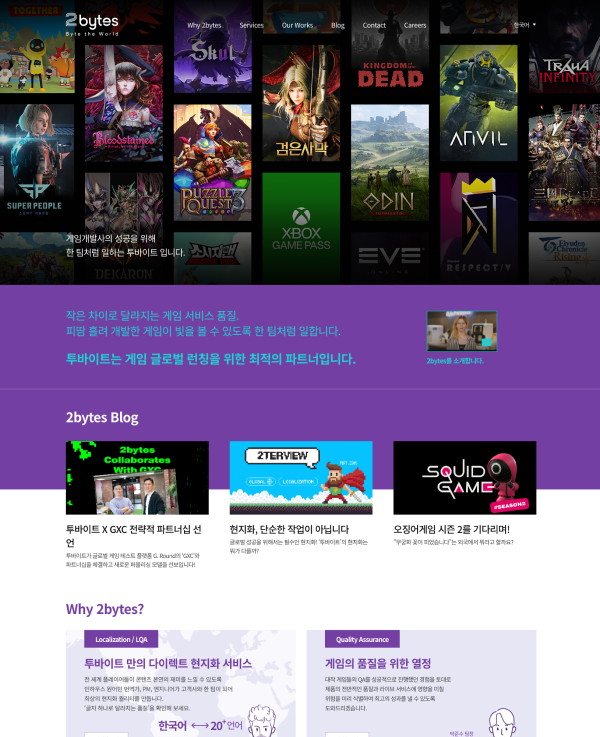 2bytes
Byte the World
Why 2bytes
Services
Our Works
Blog
Contact
Careers
한국어
Skul
KINGDOM OF THE
DEAD
TRAHA
INFINITY
Bloodstained
검은사막
ANVIL
SUPER PEOPLE
PUZZLE
QUEST 3
ODIN
XBOX
GAME PASS
DEKARON
EVE
ONLINE
RESPECT/V
Elyndor
Chronicle
Rising
게임개발사의 성공을 위해
한 팀처럼 일하는 투바이트 입니다.
작은 차이로 달라지는 게임 서비스 품질.
피땀 흘려 개발한 게임이 빛을 볼 수 있도록 한 팀처럼 일합니다.
투바이트는 게임 글로벌 런칭을 위한 최적의 파트너입니다.
2bytes를 소개합니다.
2bytes Blog
2bytes
Collaborates
With GXC
2TERVIEW
GLOBAL
LOCALIZATION
SQUID
GAME
#SEASON2
투바이트 X GXC 전략적 파트너십 선
언
투바이트가 글로벌 게임 테스트 플랫폼 G. Round의 'GXC'와
파트너십을 체결하고 새로운 퍼블리싱 모델을 선보입니다!
현지화, 단순한 작업이 아닙니다
글로벌 성공을 위해서는 필수인 현지화! '투바이트'의 현지화는
뭐가 다를까?
오징어게임 시즌 2를 기다리며!
"무궁화 꽃이 피었습니다"는 외국에서 뭐라고 할까요?
Why 2bytes?
Localization / LQA
투바이트 만의 다이렉트 현지화 서비스
전 세계 플레이어들이 콘텐츠 본연의 재미를 느낄 수 있도록
인하우스 원어민 번역가, PM, 엔지니어가 고객사와 한 팀이 되어
최상의 현지화 퀄리티를 만듭니다.
'글자 하나로 달라지는 품질'을 확인해 보세요.
한국어 ⟷ 20+언어
Quality Assurance
게임의 품질을 위한 열정
대작 게임들의 QA를 성공적으로 진행했던 경험을 토대로
제품의 전반적인 품질과 라이브 서비스에 영향을 미칠
위험을 미리 식별하여 최고의 성과를 낼 수 있도록
도와드리겠습니다.